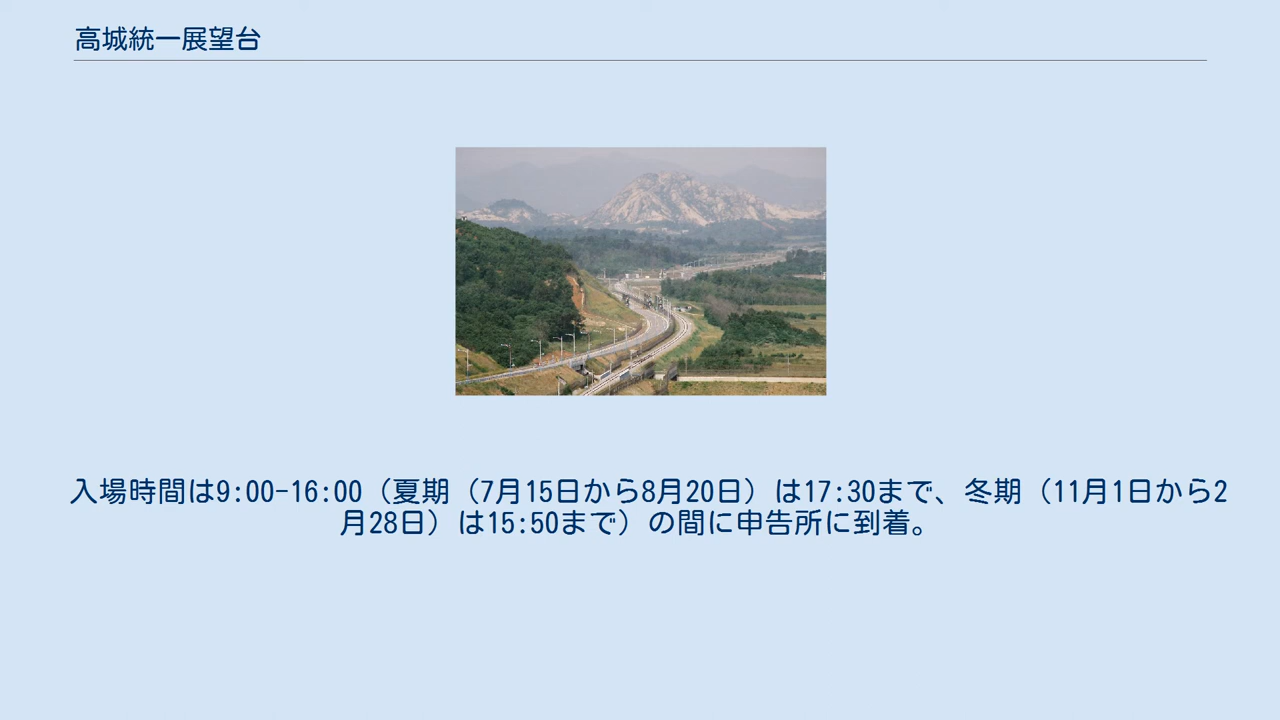 高城統一展望台
入場時間は9:00-16:00（夏期（7月15日から8月20日）は17:30まで、冬期（11月1日から2
月28日）は15:50まで）の間に申告所に到着。